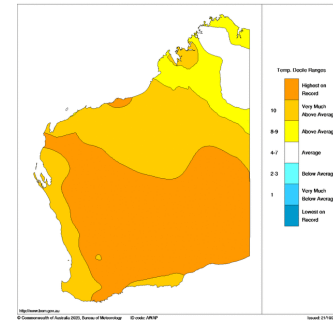 Temp. Decile Ranges
Highest on
Record
10
Very Much
Above Average
8-9
Above Average
4-7
Average
2-3
Below Average
1
Very Much
Below Average
Lowest on
Record
http://www.bom.gov.au
© Commonwealth of Australia 2025, Bureau of Meteorology
ID code: AWAP
Issued: